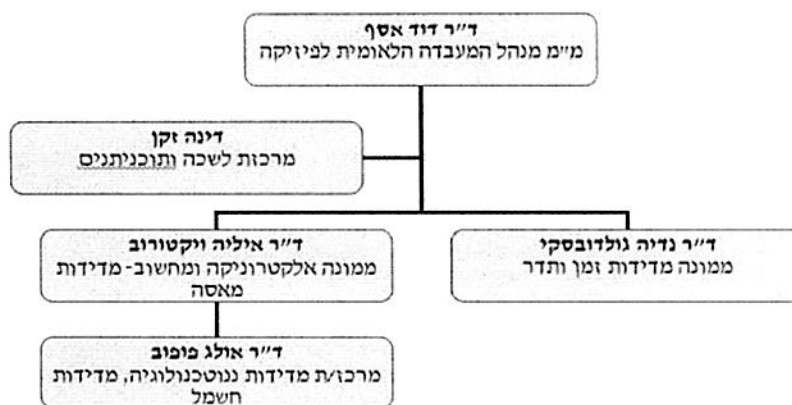 ד״ר דוד אסף
מ״מ מנהל המעבדה הלאומית לפיזיקה
דינה זקן
מרכזת לשכה ותוכניתנים
ד״ר נדיה גולדובסקי
ממונה מדידות זמן ותדר
ד״ר איליה ויקטורוב
ממונה אלקטרוניקה ומחשוב- מדידות
מאסה
ד״ר אולג פופוב
מרכז/ת מדידות ננוטכנולוגיה, מדידות
חשמל